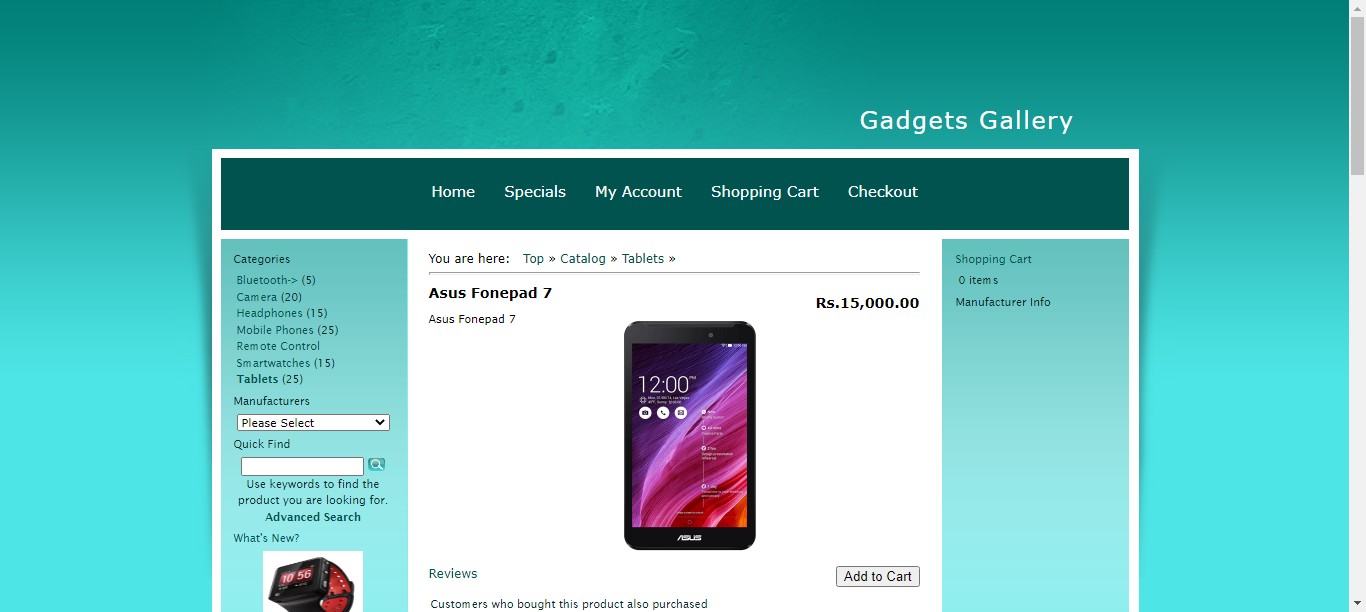 Gadgets Gallery
Home Specials My Account Shopping Cart Checkout
Categories
Bluetooth-> (5)
Camera (20)
Headphones (15)
Mobile Phones (25)
Remote Control
Smartwatches (15)
Tablets (25)
Manufacturers
Please Select
Quick Find
Use keywords to find the
product you are looking for.
Advanced Search
What's New?
10 56
You are here: Top » Catalog » Tablets »
Asus Fonepad 7
Rs.15,000.00
Asus Fonepad 7
12:00 PM
ASUS
Reviews
Add to Cart
Customers who bought this product also purchased
Shopping Cart
0 items
Manufacturer Info